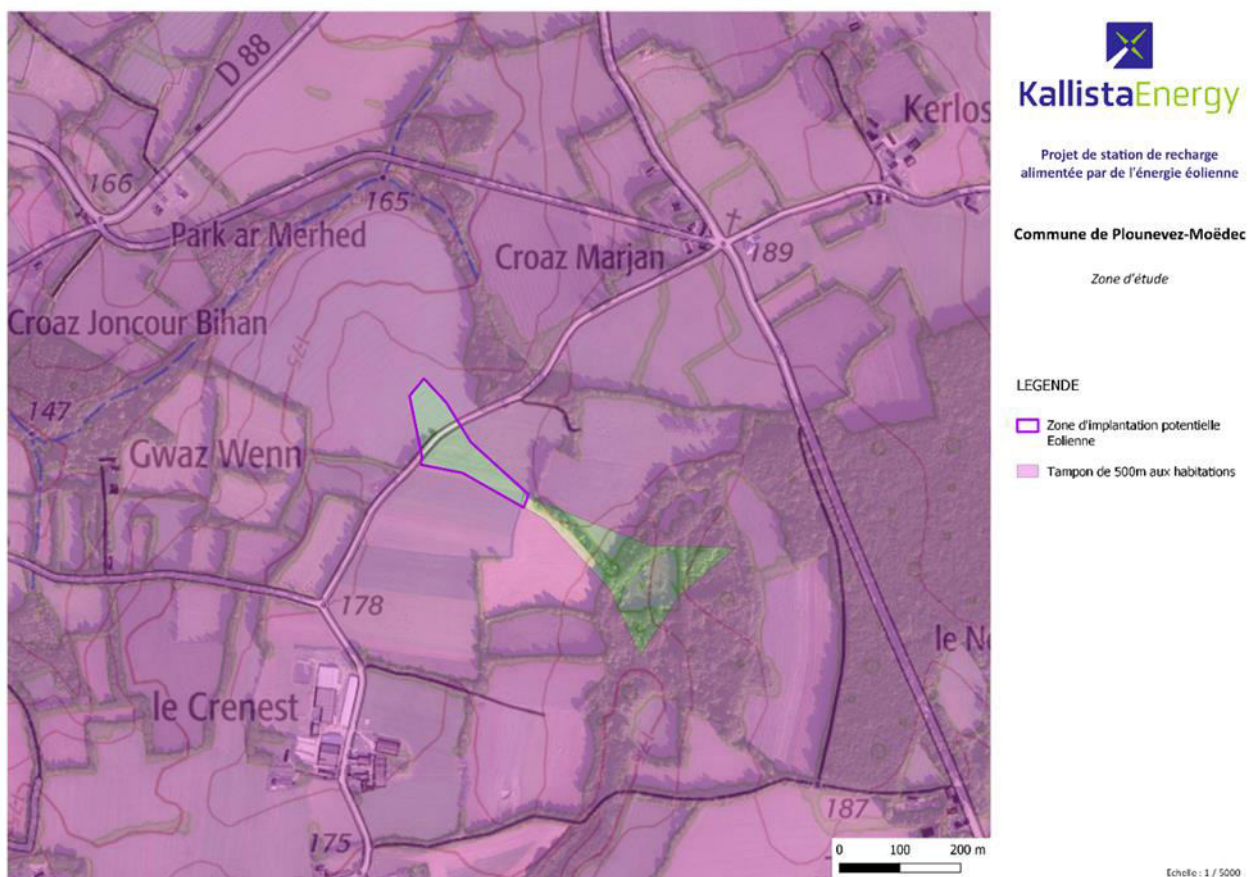 D 88
Kerlos
166
165
Park ar Merhed
Croaz Marjan
189
Croaz Joncour Bihan
175
147
Gwaz Wenn
178
le Crenest
le Ne
187
175
0 100 200 m
KallistaEnergy
Projet de station de recharge
alimentée par de l'énergie éolienne
Commune de Plounevez-Moëdec
Zone d'étude
LEGENDE
Zone d'implantation potentielle
Eolienne
Tampon de 500m aux habitations
Echelle : 1 / 5000